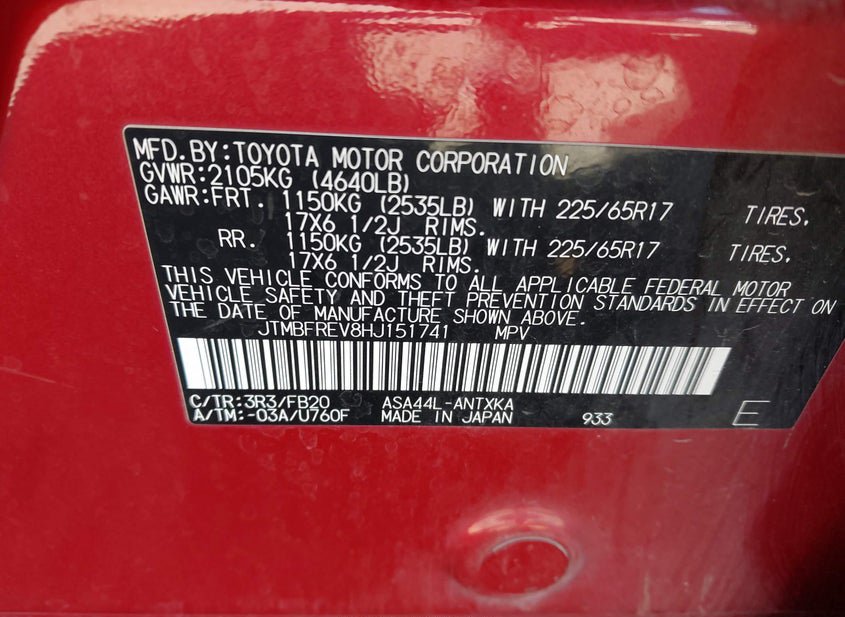 MFD.BY:TOYOTA MOTOR CORPORATION
GVWR:2105KG (4640LB)
GAWR:FRT. 1150KG (2535LB) WITH 225/65R17 TIRES.
17X6 1/2J RIMS.
RR. 1150KG (2535LB) WITH 225/65R17 TIRES.
17X6 1/2J RIMS.
THIS VEHICLE CONFORMS TO ALL APPLICABLE FEDERAL MOTOR
VEHICLE SAFETY AND THEFT PREVENTION STANDARDS IN EFFECT ON
THE DATE OF MANUFACTURE SHOWN ABOVE.
JTMBFREV8HJ151741 MPV
C/TR:3R3/FB20 ASA44L-ANTXKA
A/TM:-03A/U760F MADE IN JAPAN 933 E